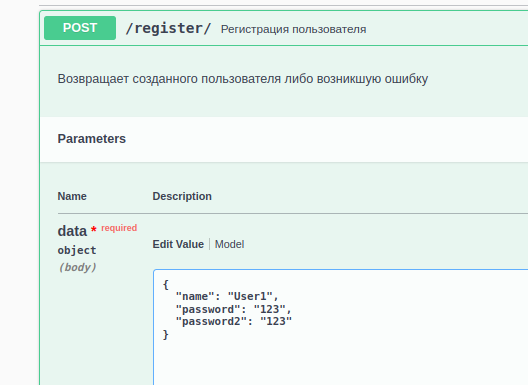 POST /register/ Регистрация пользователя
Возвращает созданного пользователя либо возникшую ошибку
Parameters
Name Description
data * required
object
(body)
Edit Value | Model
{
  "name": "User1",
  "password": "123",
  "password2": "123"
}